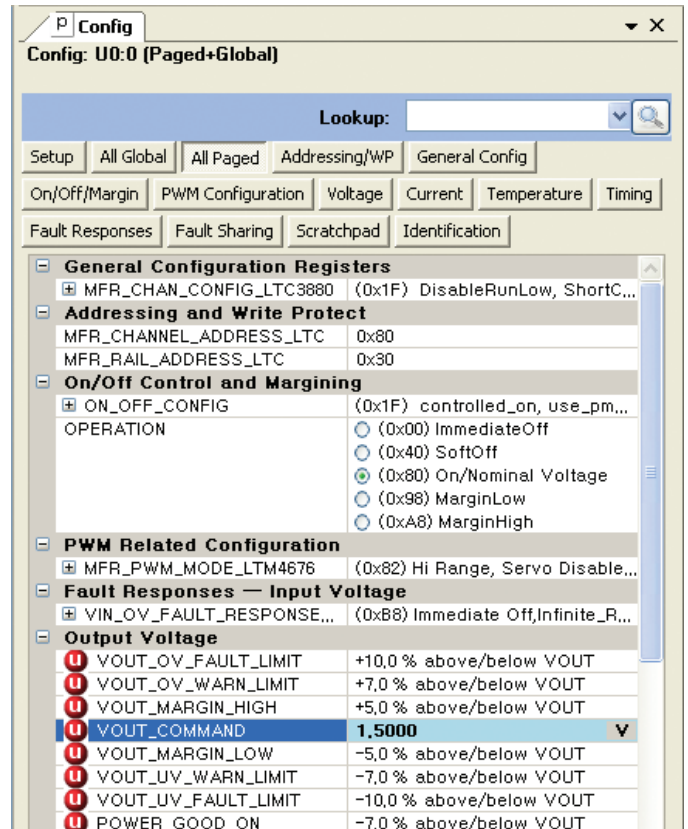 p Config
Config: U0:0 (Paged+Global)
Lookup:
Setup All Global All Paged Addressing/WP General Config
On/Off/Margin PWM Configuration Voltage Current Temperature Timing
Fault Responses Fault Sharing Scratchpad Identification
General Configuration Registers
MFR_CHAN_CONFIG_LTC3880 (0x1F) DisableRunLow, ShortC...
Addressing and Write Protect
MFR_CHANNEL_ADDRESS_LTC 0x80
MFR_RAIL_ADDRESS_LTC 0x30
On/Off Control and Margining
ON_OFF_CONFIG (0x1F) controlled_on, use_pm...
OPERATION (0x00) ImmediateOff
(0x40) SoftOff
(0x80) On/Nominal Voltage
(0x98) MarginLow
(0xA8) MarginHigh
PWM Related Configuration
MFR_PWM_MODE_LTM4676 (0x82) Hi Range, Servo Disable...
Fault Responses — Input Voltage
VIN_OV_FAULT_RESPONSE... (0xB8) Immediate Off,Infinite_R...
Output Voltage
u VOUT_OV_FAULT_LIMIT +10,0 % above/below VOUT
u VOUT_OV_WARN_LIMIT +7,0 % above/below VOUT
u VOUT_MARGIN_HIGH +5,0 % above/below VOUT
u VOUT_COMMAND 1,5000 V
u VOUT_MARGIN_LOW −5,0 % above/below VOUT
u VOUT_UV_WARN_LIMIT −7,0 % above/below VOUT
u VOUT_UV_FAULT_LIMIT −10,0 % above/below VOUT
u POWER_GOOD_ON −7,0 % above/below VOUT